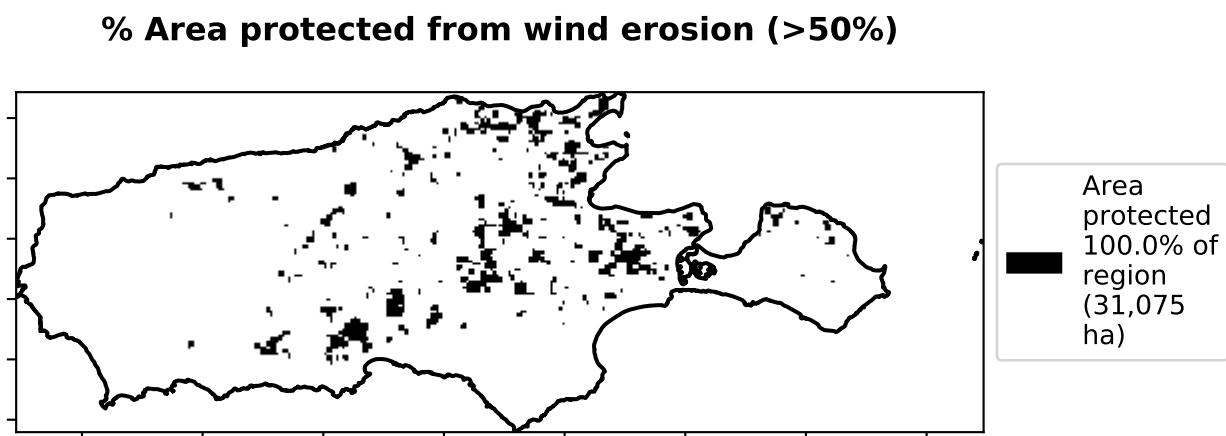 % Area protected from wind erosion (>50%)
Area
protected
100.0% of
region
(31,075
ha)